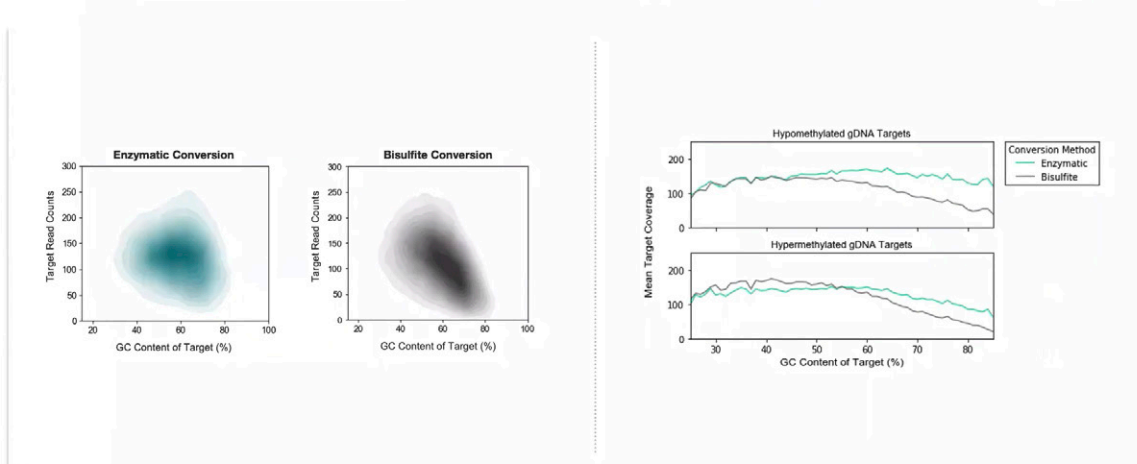 Enzymatic Conversion
300
250
200
150
100
50
0
Target Read Counts
20 40 60 80 100
GC Content of Target (%)
Bisulfite Conversion
300
250
200
150
100
50
0
Target Read Counts
20 40 60 80 100
GC Content of Target (%)
Hypomethylated gDNA Targets
200
100
0
Hypermethylated gDNA Targets
200
100
0
Mean Target Coverage
30 40 50 60 70 80
GC Content of Target (%)
Conversion Method
Enzymatic
Bisulfite